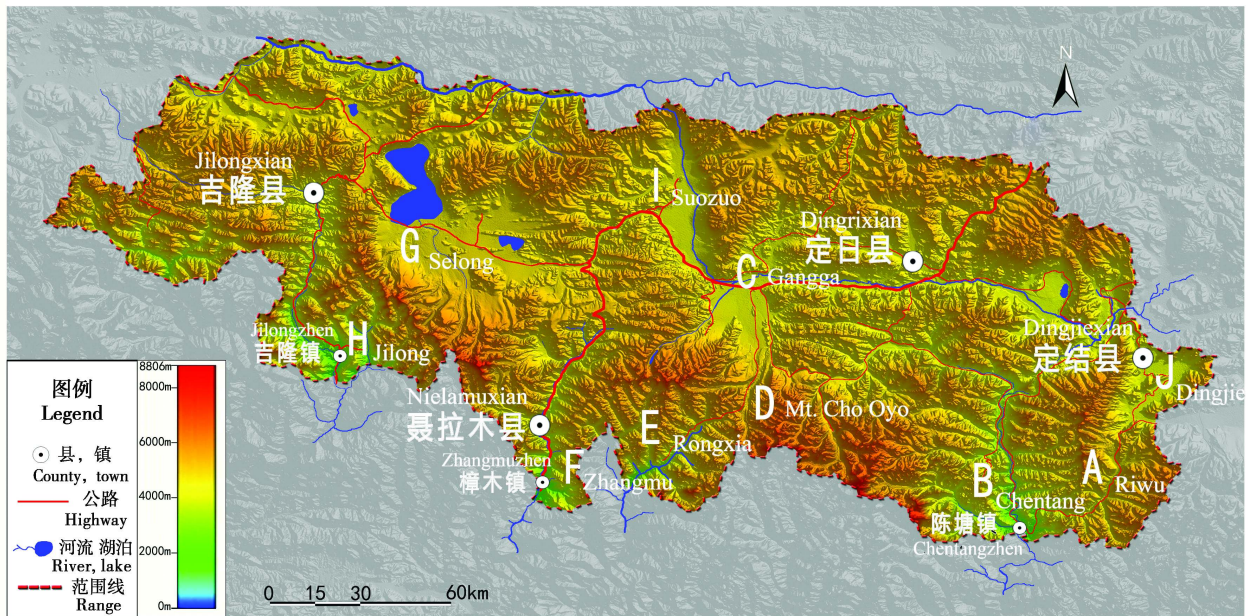 N
Jilongxian
吉隆县
I
Suozuo
Dingrixian
定日县
G
Selong
C
Gangga
Jilongzhen
吉隆镇
H
Jilong
Dingjiexian
定结县
J
Dingjie
Nielamuxian
聂拉木县
D
Mt. Cho Oyo
E
Rongxia
Zhangmuzhen
樟木镇
F
Zhangmu
B
Chentang
陈塘镇
Chentangzhen
A
Riwu
图例
Legend
县，镇
County, town
公路
Highway
河流 湖泊
River, lake
范围线
Range
8806m
8000m
6000m
4000m
2000m
0m
0 15 30 60km